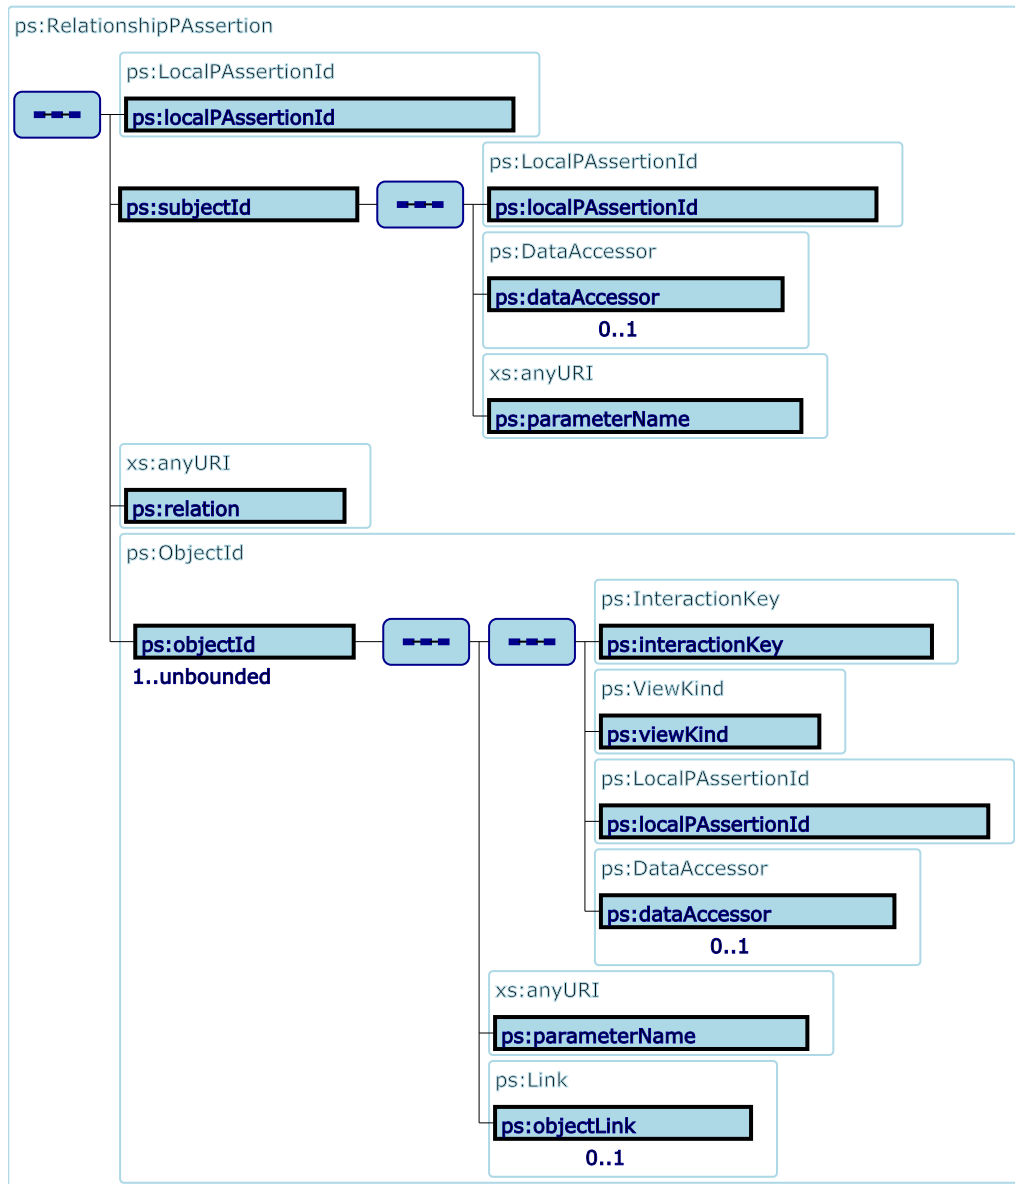 ps:RelationshipPAssertion
ps:LocalPAssertionId
ps:localPAssertionId
ps:subjectId
ps:LocalPAssertionId
ps:localPAssertionId
ps:DataAccessor
ps:dataAccessor
0..1
xs:anyURI
ps:parameterName
xs:anyURI
ps:relation
ps:ObjectId
ps:objectId
1..unbounded
ps:InteractionKey
ps:interactionKey
ps:ViewKind
ps:viewKind
ps:LocalPAssertionId
ps:localPAssertionId
ps:DataAccessor
ps:dataAccessor
0..1
xs:anyURI
ps:parameterName
ps:Link
ps:objectLink
0..1